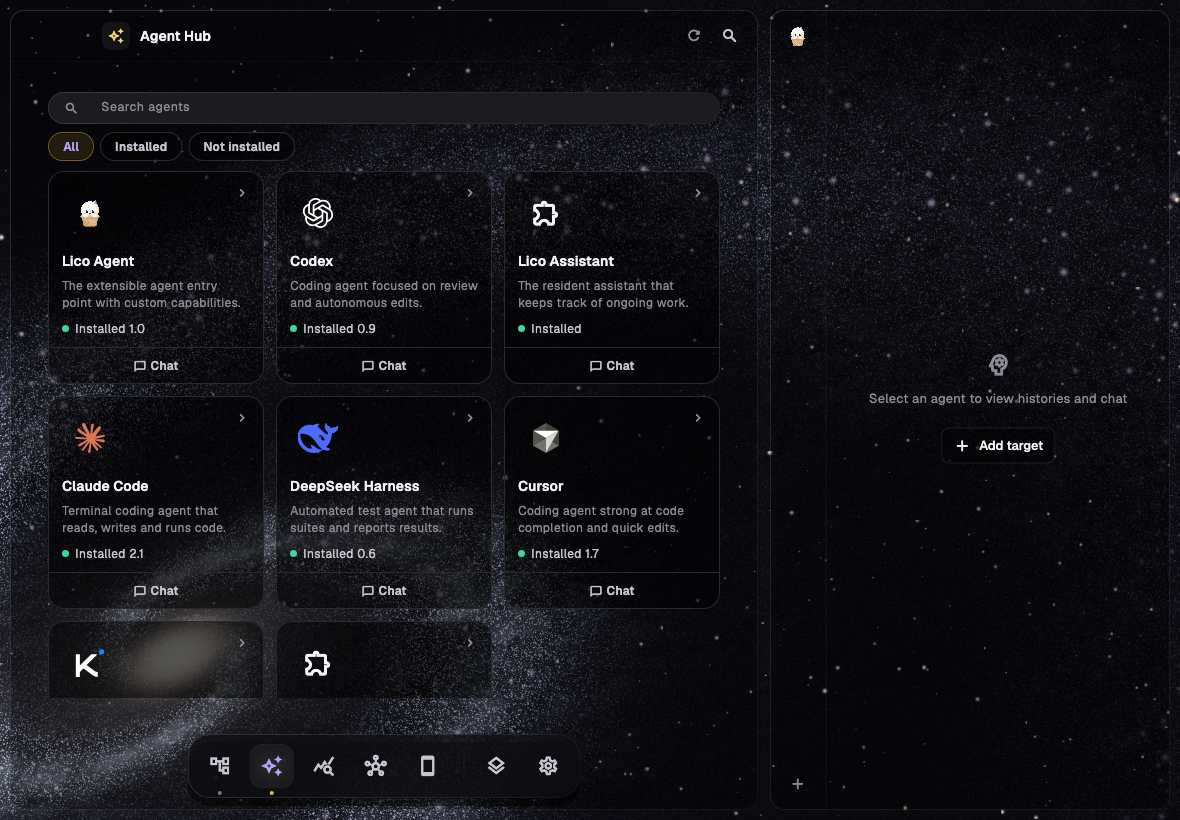 Agent Hub
Search agents
All
Installed
Not installed
Lico Agent
The extensible agent entry
point with custom capabilities.
Installed 1.0
Chat
Codex
Coding agent focused on review
and autonomous edits.
Installed 0.9
Chat
Lico Assistant
The resident assistant that
keeps track of ongoing work.
Installed
Chat
Claude Code
Terminal coding agent that
reads, writes and runs code.
Installed 2.1
Chat
DeepSeek Harness
Automated test agent that runs
suites and reports results.
Installed 0.6
Chat
Cursor
Coding agent strong at code
completion and quick edits.
Installed 1.7
Chat
K
Select an agent to view histories and chat
Add target